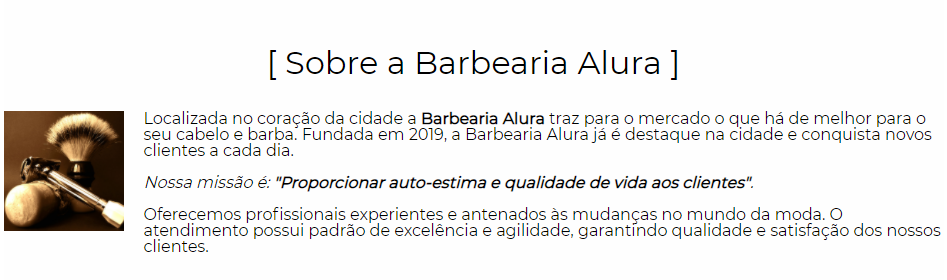 [ Sobre a Barbearia Alura ]
Localizada no coração da cidade a Barbearia Alura traz para o mercado o que há de melhor para o
seu cabelo e barba. Fundada em 2019, a Barbearia Alura já é destaque na cidade e conquista novos
clientes a cada dia.
Nossa missão é: "Proporcionar auto-estima e qualidade de vida aos clientes".
Oferecemos profissionais experientes e antenados às mudanças no mundo da moda. O
atendimento possui padrão de excelência e agilidade, garantindo qualidade e satisfação dos nossos
clientes.